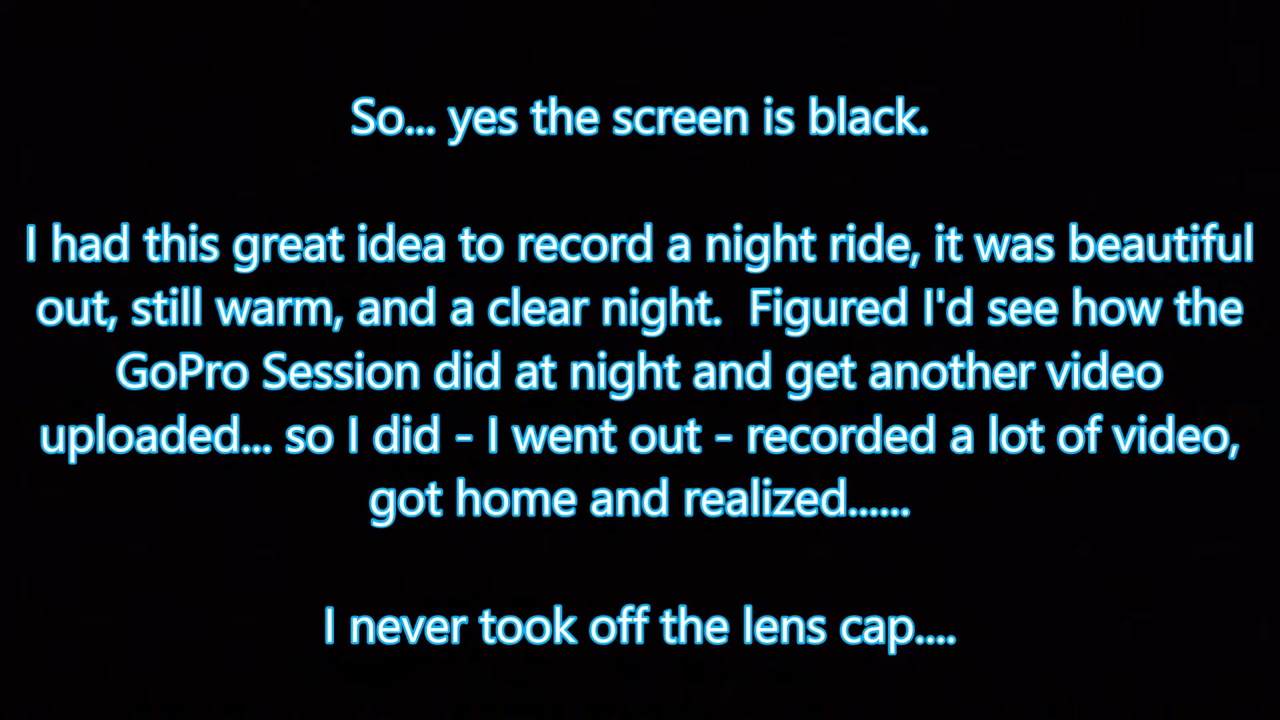 So... yes the screen is black.
I had this great idea to record a night ride, it was beautiful
out, still warm, and a clear night.  Figured I'd see how the
GoPro Session did at night and get another video
uploaded... so I did - I went out - recorded a lot of video,
got home and realized......
I never took off the lens cap....